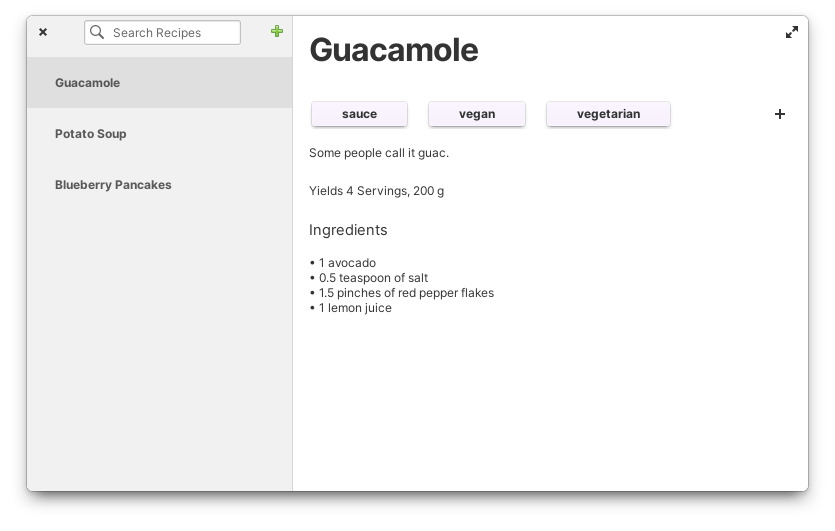 Search Recipes
Guacamole
Potato Soup
Blueberry Pancakes
Guacamole
sauce vegan vegetarian
Some people call it guac.
Yields 4 Servings, 200 g
Ingredients
• 1 avocado
• 0.5 teaspoon of salt
• 1.5 pinches of red pepper flakes
• 1 lemon juice